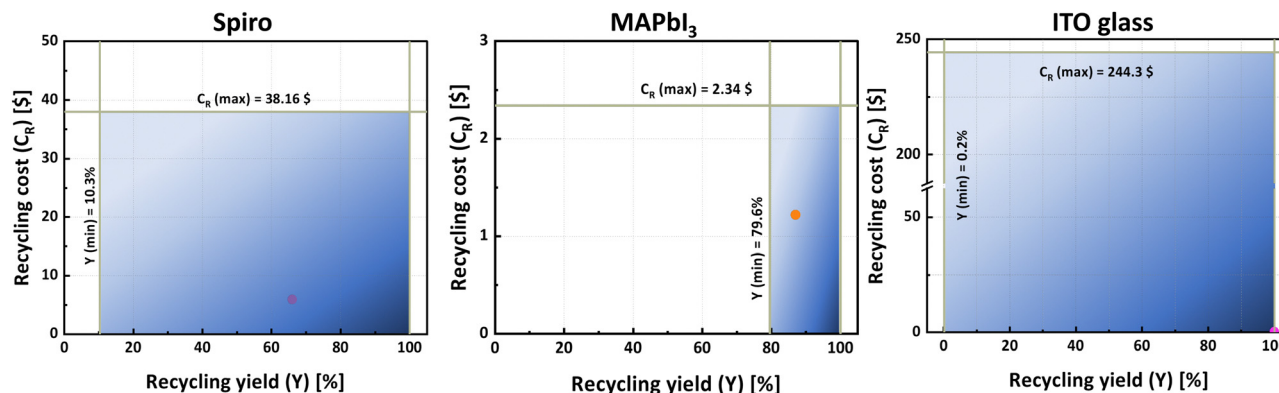 Spiro
Recycling cost (C_R) [$]
50
40
30
20
10
0
C_R (max) = 38.16 $
Y (min) = 10.3%
0 20 40 60 80 100
Recycling yield (Y) [%]
MAPbI₃
Recycling cost (C_R) [$]
3
2
1
0
C_R (max) = 2.34 $
Y (min) = 79.6%
0 20 40 60 80 100
Recycling yield (Y) [%]
ITO glass
Recycling cost (C_R) [$]
250
200
50
0
C_R (max) = 244.3 $
Y (min) = 0.2%
0 20 40 60 80 100
Recycling yield (Y) [%]